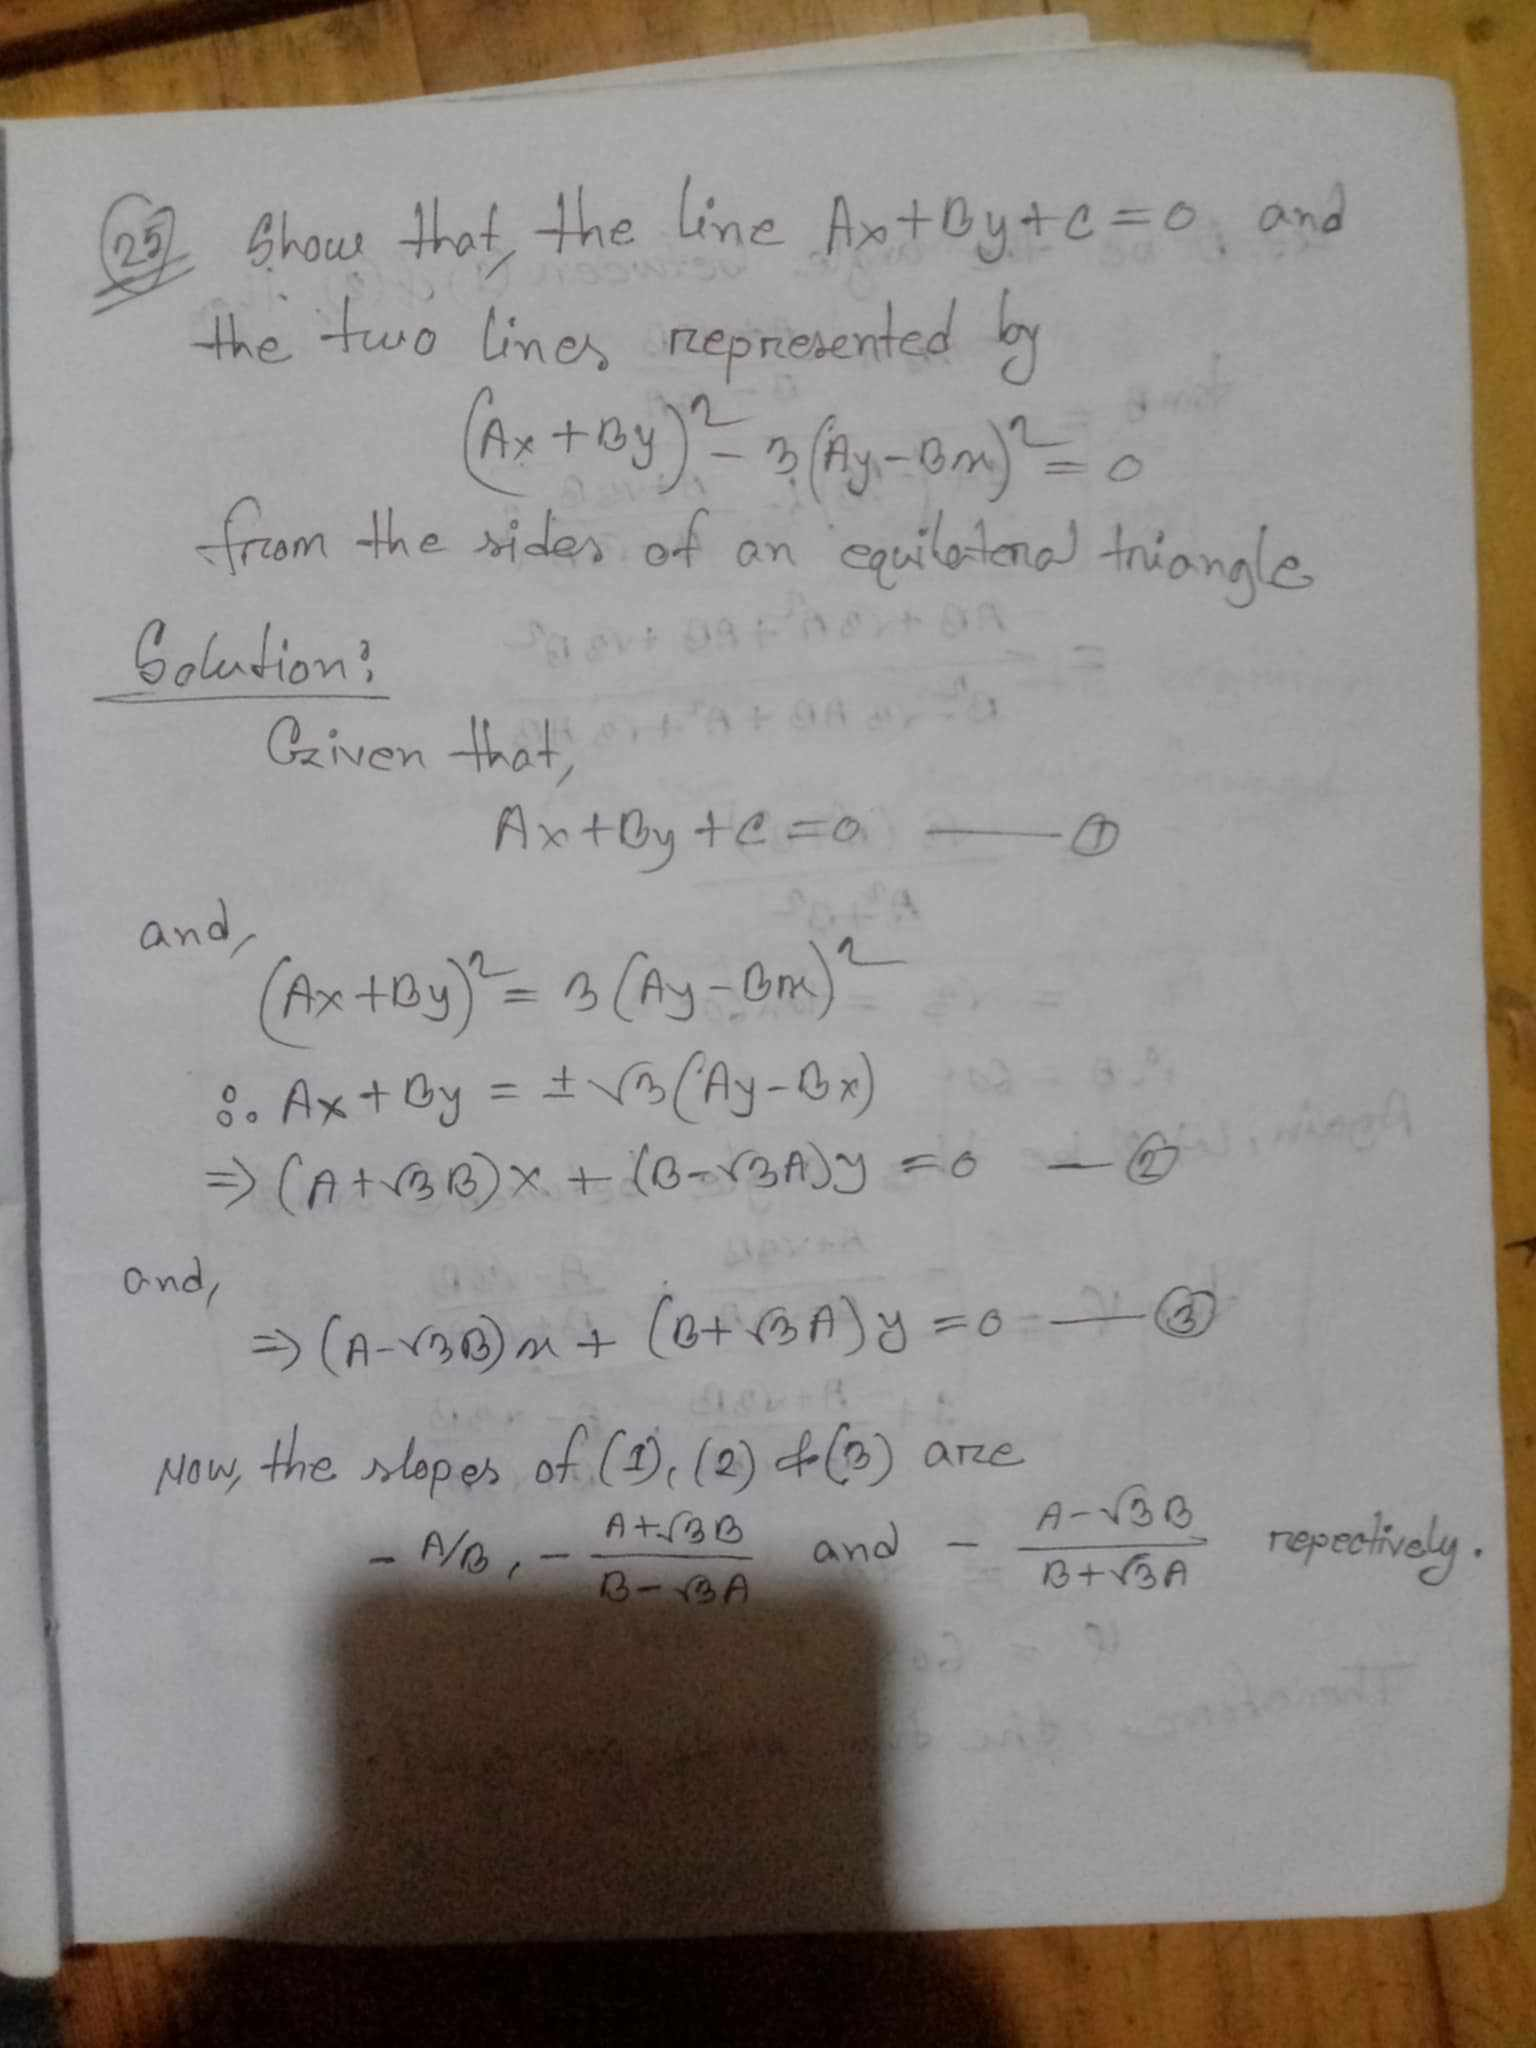 25 Show that, the line Ax+By+C=0 and
the two lines represented by
(Ax+By)²-3(Ay-Bx)²=0
from the sides of an equilateral triangle
Solution:
Given that,
Ax+By+C=0 — ①
and,
(Ax+By)²=3(Ay-Bx)²
∴ Ax+By = ±√3(Ay-Bx)
⇒ (A+√3B)x + (B-√3A)y =0 — ②
and,
⇒ (A-√3B)x + (B+√3A)y =0 — ③
Now, the slopes of (1), (2) & (3) are
- A/B, - (A+√3B)/(B-√3A) and - (A-√3B)/(B+√3A) repectively.